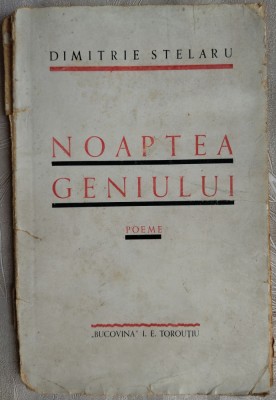 DIMITRIE STELARU
NOAPTEA
GENIULUI
POEME
„BUCOVINA" I. E. TOROUȚIU